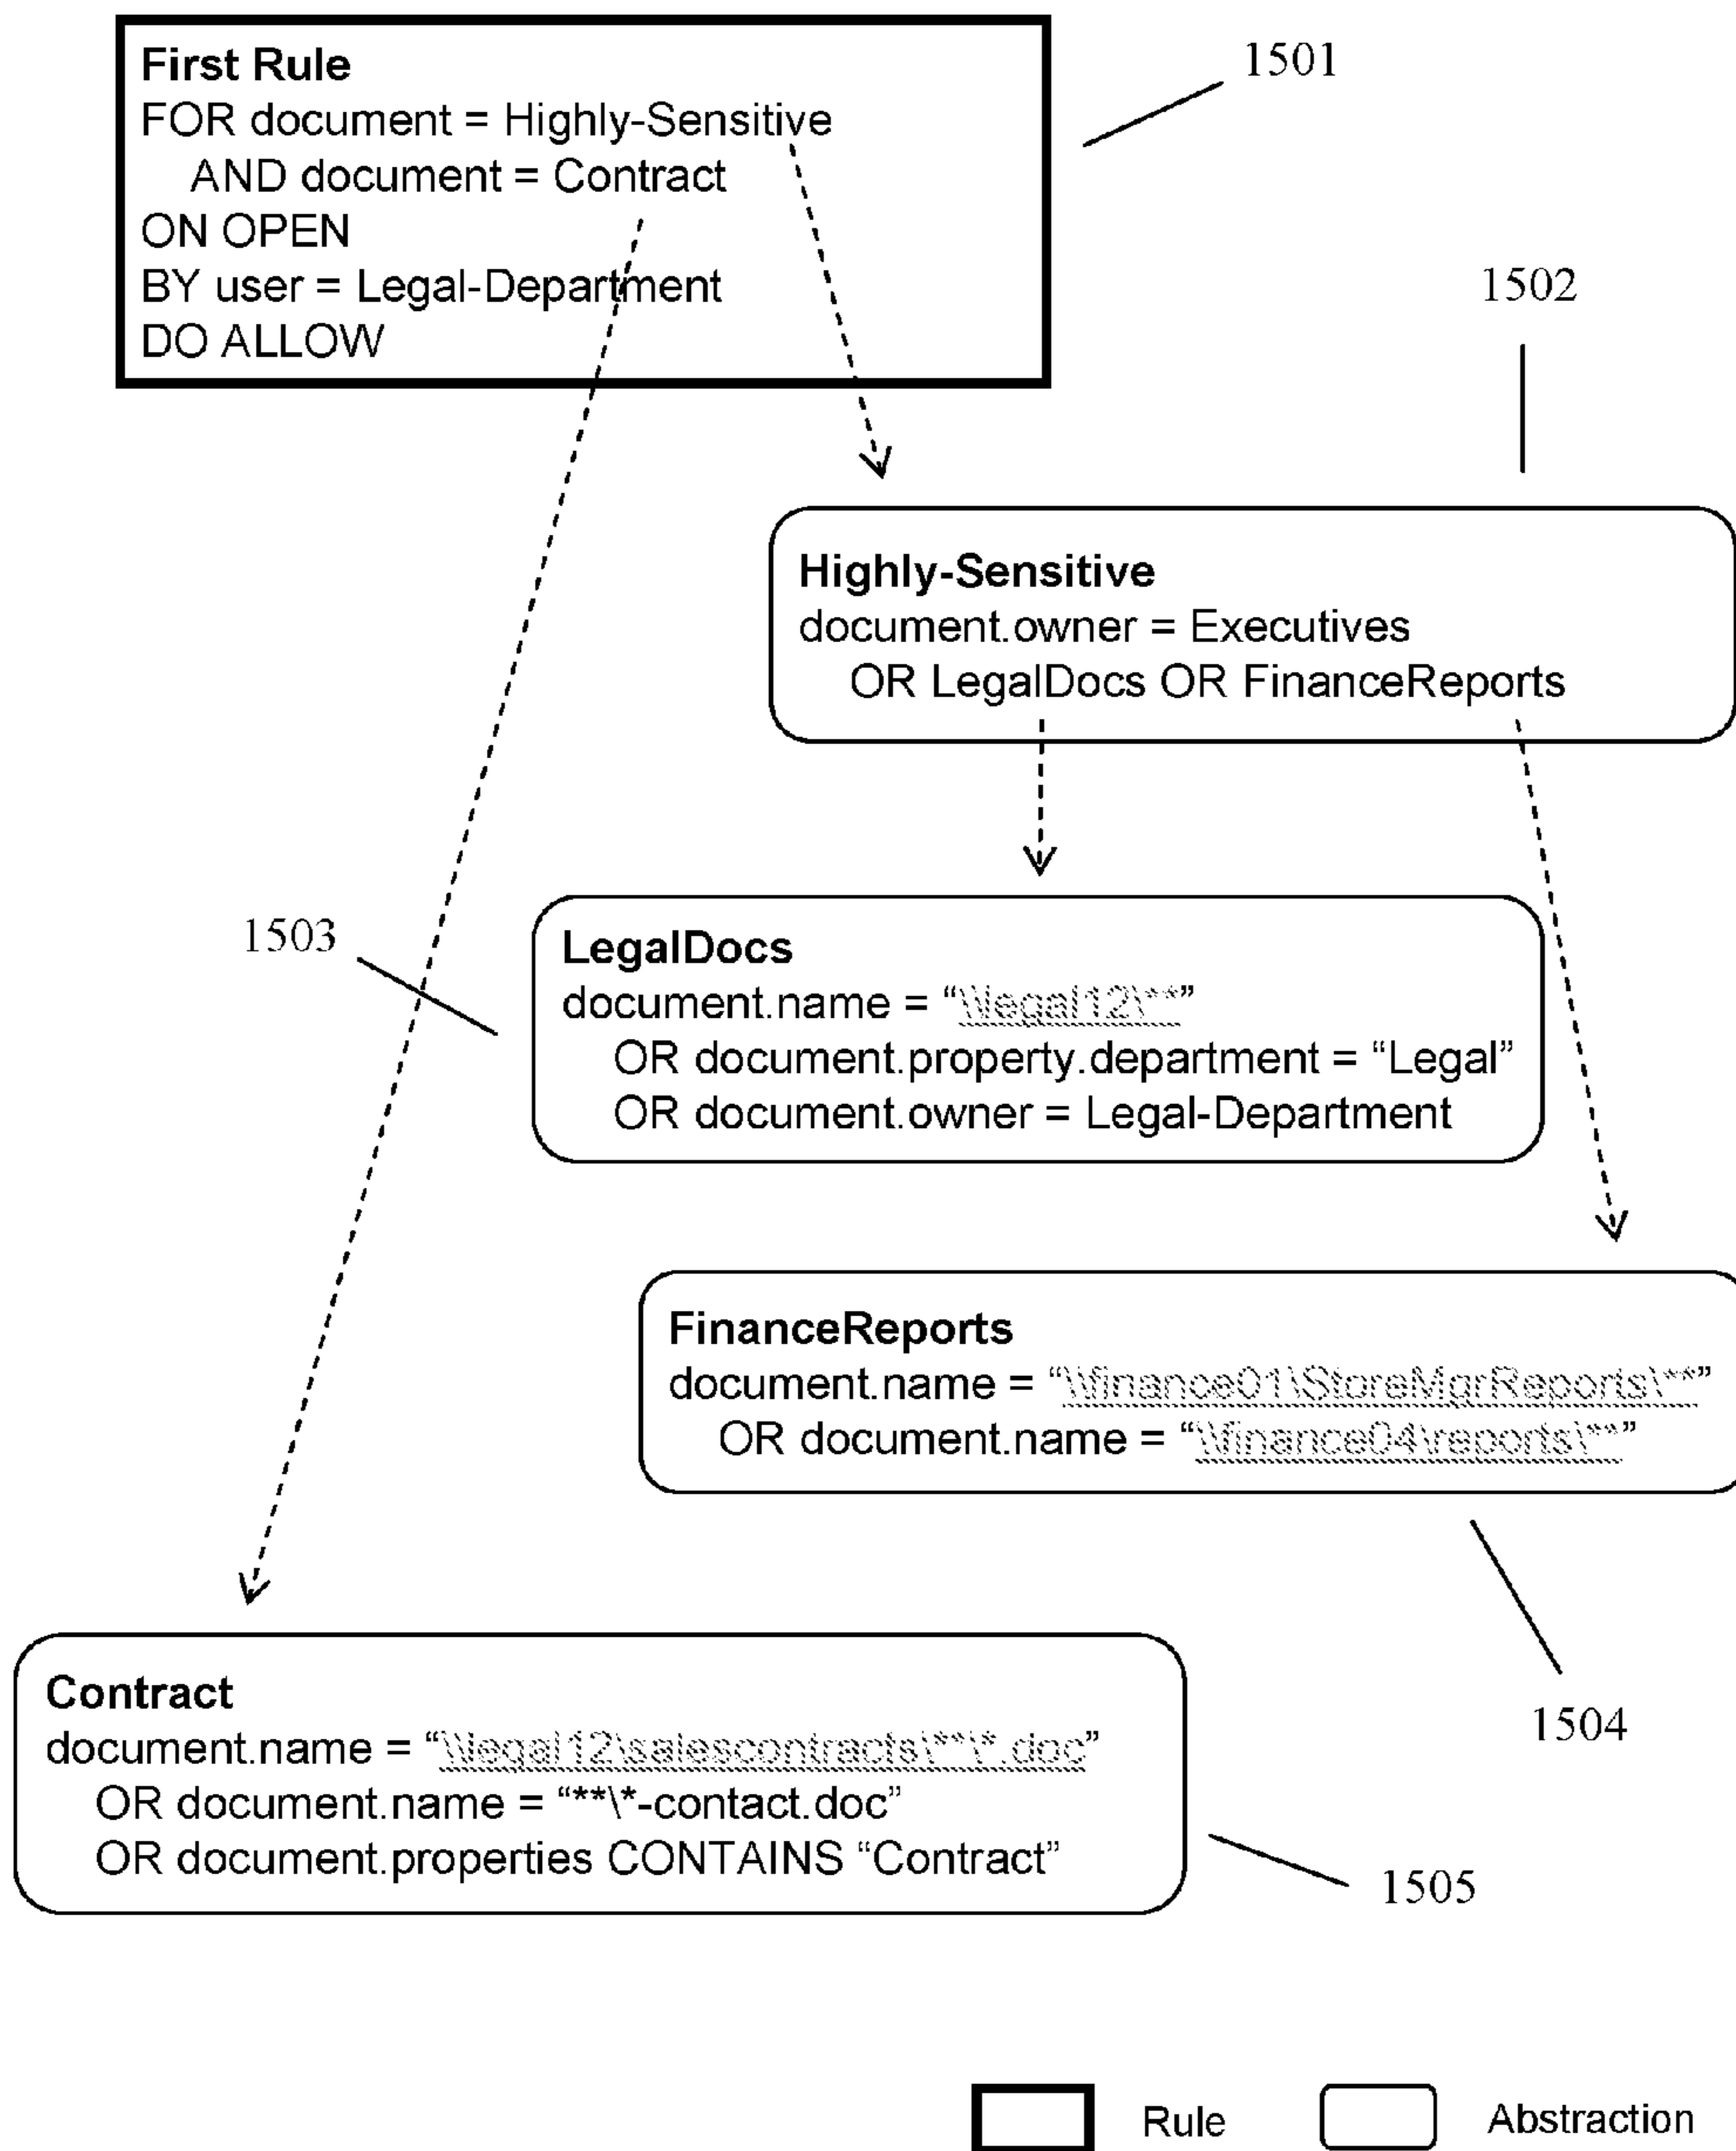 First Rule
FOR document = Highly-Sensitive
AND document = Contract
ON OPEN
BY user = Legal-Department
DO ALLOW
1501
1502
Highly-Sensitive
document.owner = Executives
OR LegalDocs OR FinanceReports
1503
LegalDocs
document.name = “\\legal12\**”
OR document.property.department = “Legal”
OR document.owner = Legal-Department
FinanceReports
document.name = “\\finance01\StoreMgrReports\**”
OR document.name = “\\finance04\reports\**”
1504
Contract
document.name = “\\legal12\salescontracts\**\*.doc”
OR document.name = “**\*-contact.doc”
OR document.properties CONTAINS “Contract”
1505
Rule
Abstraction